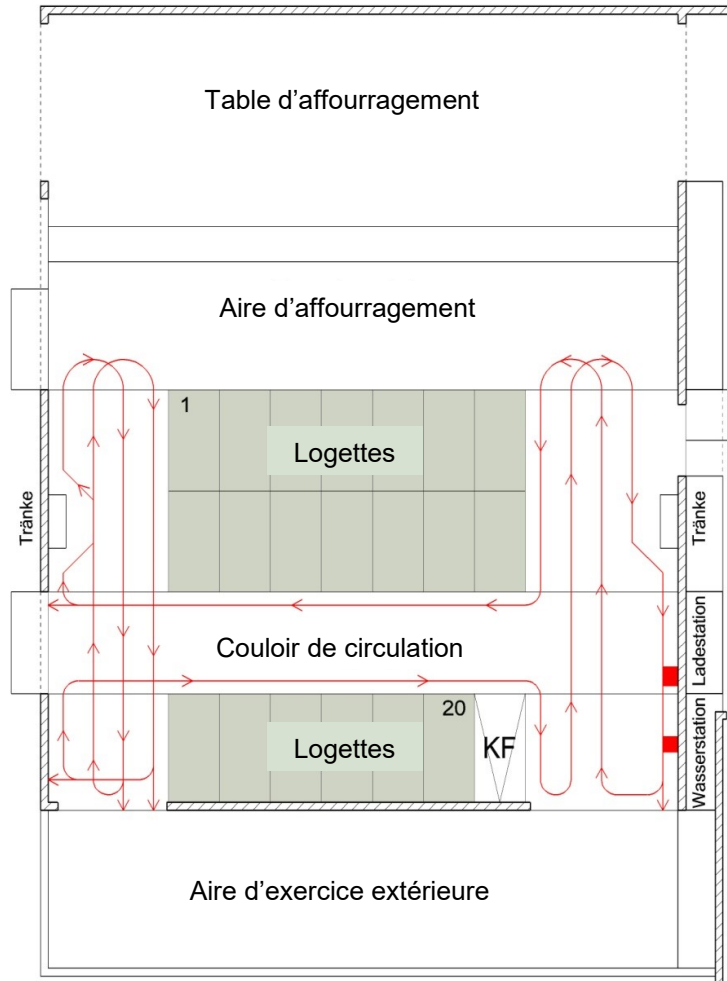 Table d’affourragement
Aire d’affourragement
1
Logettes
Tränke
Tränke
Couloir de circulation
Ladestation
20
Logettes
KF
Wasserstation
Aire d’exercice extérieure